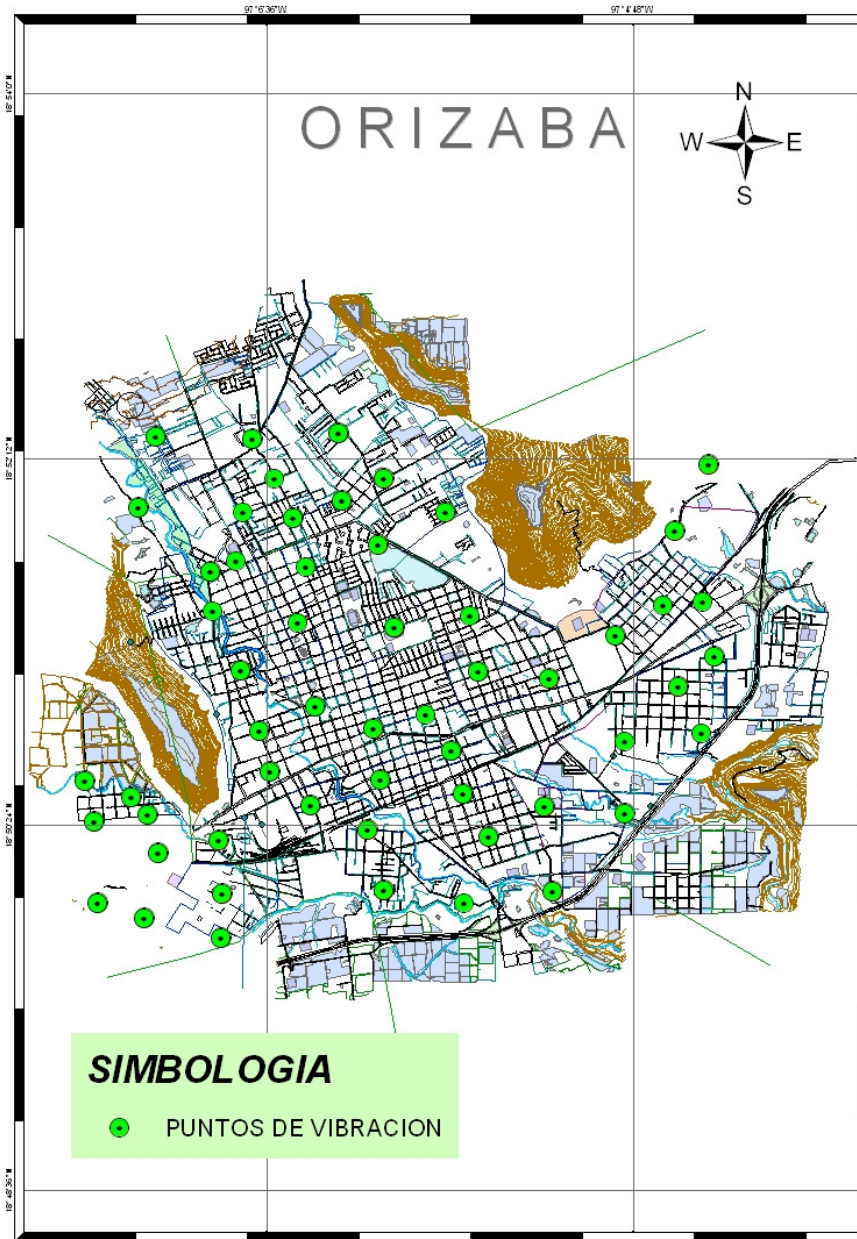 97°6'36"W
97°4'48"W
18°54'0"N
ORIZABA
N
W E
S
18°52'12"N
18°50'24"N
SIMBOLOGIA
PUNTOS DE VIBRACION
18°48'36"N